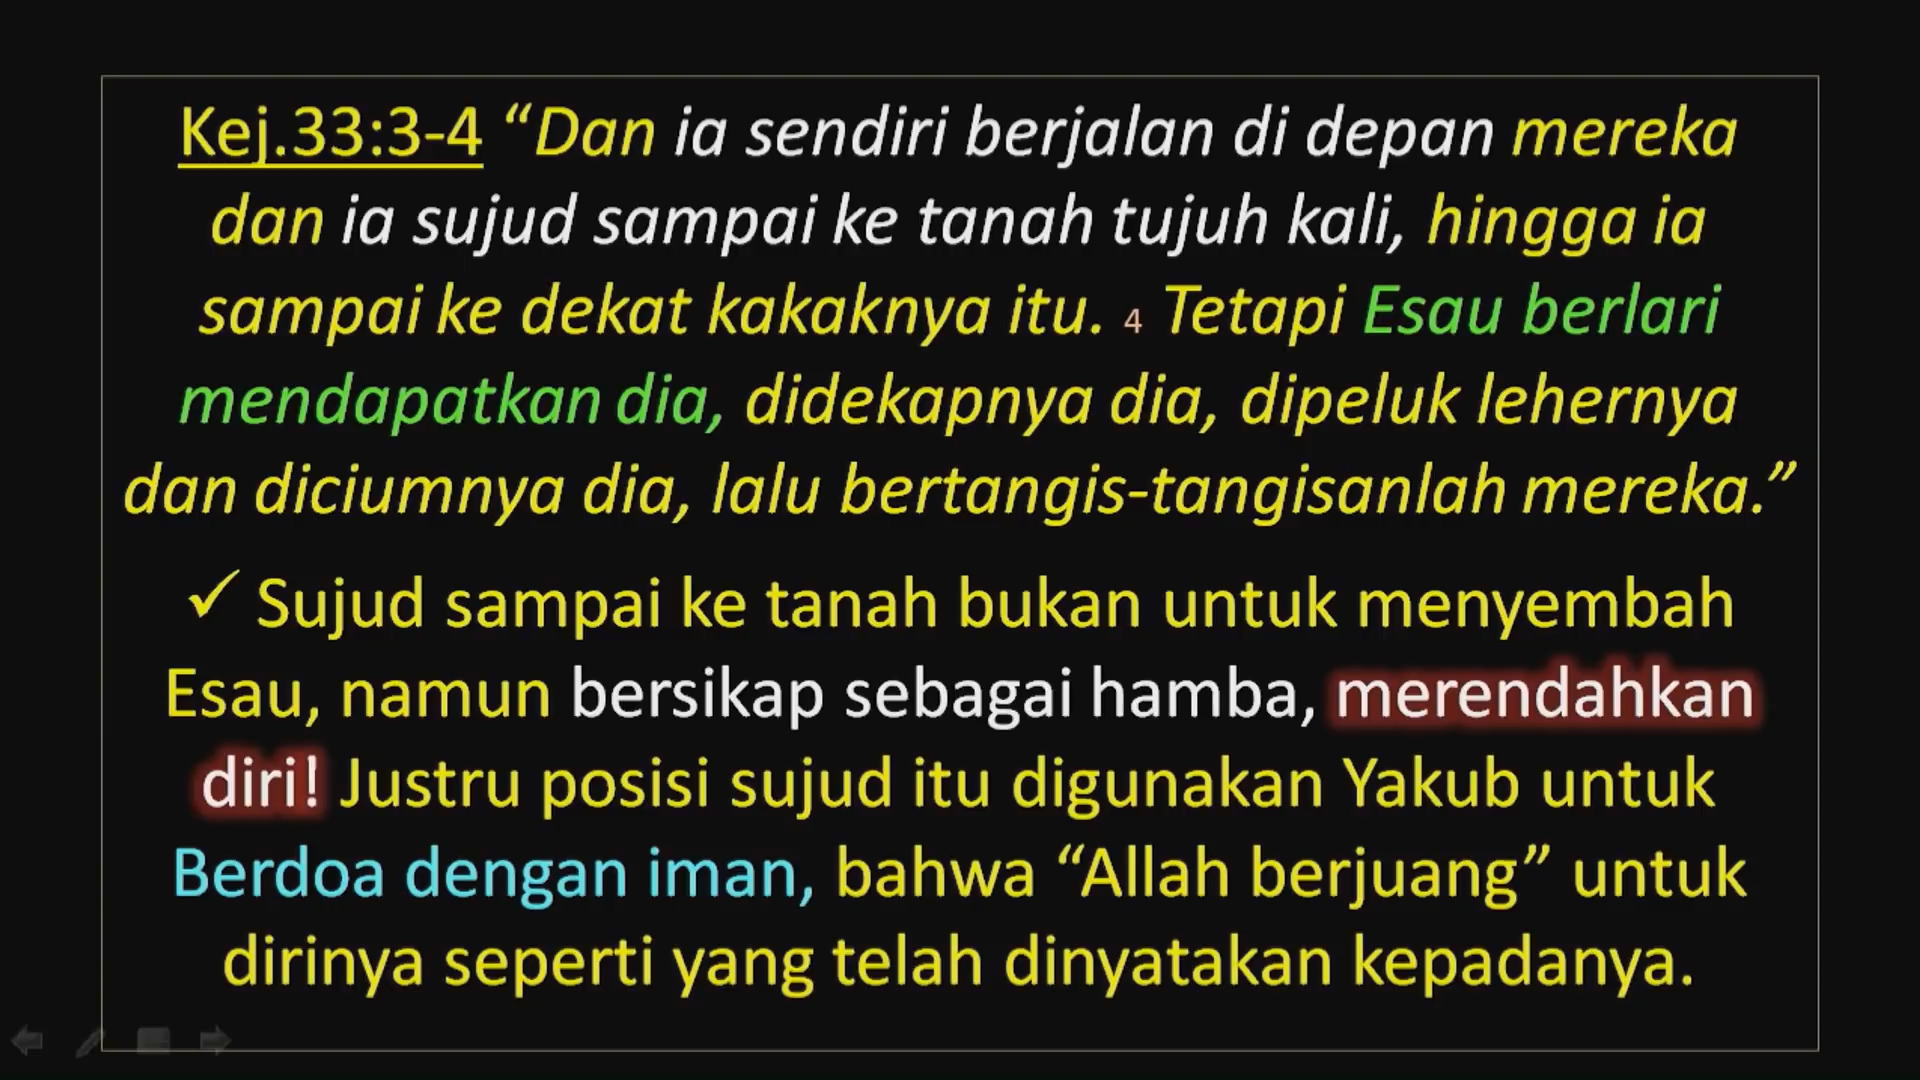 Kej.33:3-4 “Dan ia sendiri berjalan di depan mereka
dan ia sujud sampai ke tanah tujuh kali, hingga ia
sampai ke dekat kakaknya itu. 4 Tetapi Esau berlari
mendapatkan dia, didekapnya dia, dipeluk lehernya
dan diciumnya dia, lalu bertangis-tangisanlah mereka.”
✓ Sujud sampai ke tanah bukan untuk menyembah
Esau, namun bersikap sebagai hamba, merendahkan
diri! Justru posisi sujud itu digunakan Yakub untuk
Berdoa dengan iman, bahwa “Allah berjuang” untuk
dirinya seperti yang telah dinyatakan kepadanya.